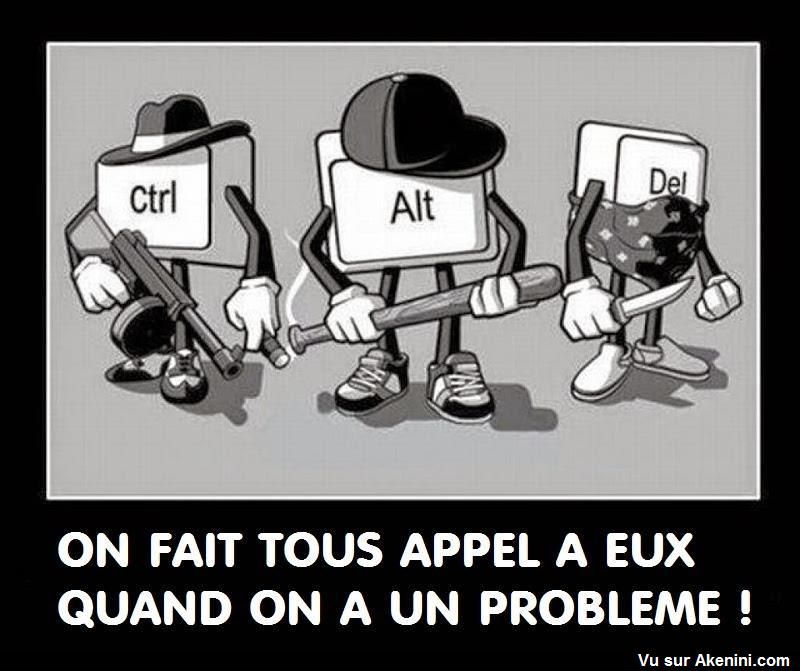 Ctrl
Alt
Del
ON FAIT TOUS APPEL A EUX
QUAND ON A UN PROBLEME !
Vu sur Akenini.com